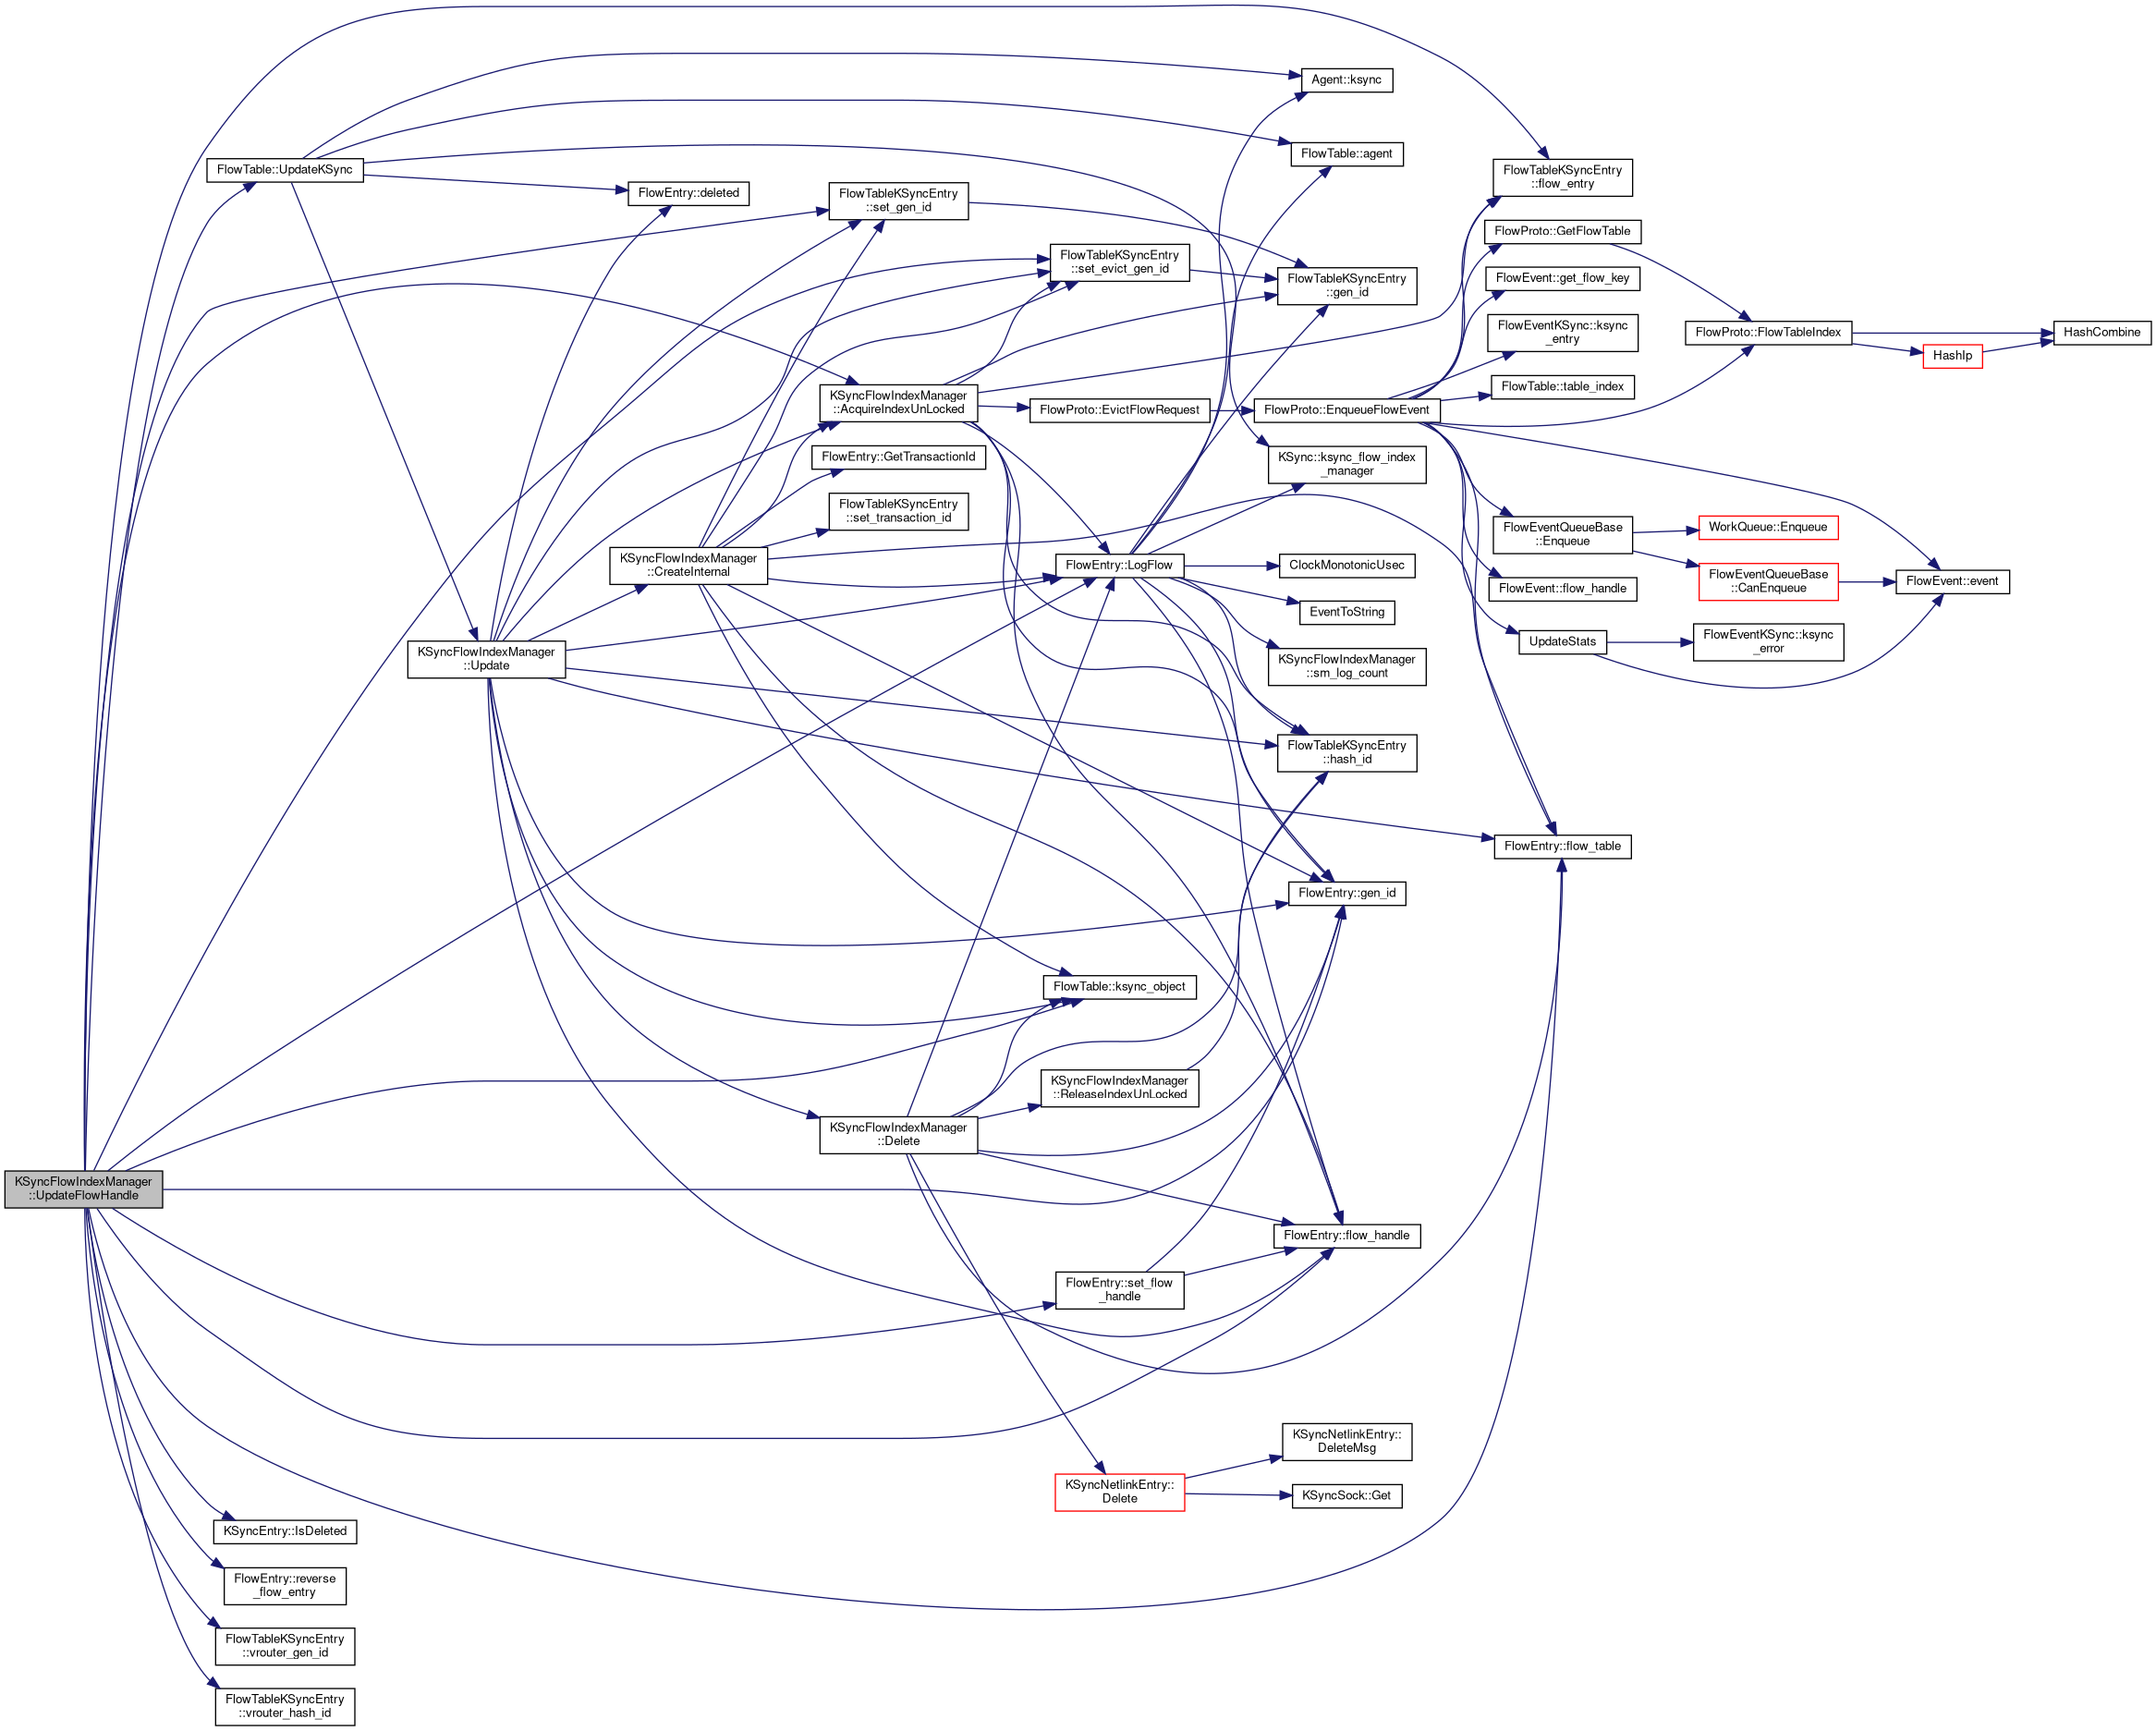 Agent::ksync
FlowTable::agent
FlowTable::UpdateKSync
FlowEntry::deleted
FlowTableKSyncEntry
::set_gen_id
FlowTableKSyncEntry
::flow_entry
FlowProto::GetFlowTable
FlowTableKSyncEntry
::set_evict_gen_id
FlowTableKSyncEntry
::gen_id
FlowEvent::get_flow_key
FlowEventKSync::ksync
_entry
FlowProto::FlowTableIndex
HashCombine
HashIp
FlowTable::table_index
KSyncFlowIndexManager
::AcquireIndexUnLocked
FlowProto::EvictFlowRequest
FlowProto::EnqueueFlowEvent
FlowEntry::GetTransactionId
KSync::ksync_flow_index
_manager
FlowTableKSyncEntry
::set_transaction_id
FlowEventQueueBase
::Enqueue
WorkQueue::Enqueue
KSyncFlowIndexManager
::CreateInternal
FlowEntry::LogFlow
ClockMonotonicUsec
FlowEvent::flow_handle
FlowEventQueueBase
::CanEnqueue
FlowEvent::event
EventToString
UpdateStats
FlowEventKSync::ksync
_error
KSyncFlowIndexManager
::Update
KSyncFlowIndexManager
::sm_log_count
FlowTableKSyncEntry
::hash_id
FlowEntry::flow_table
FlowEntry::gen_id
FlowTable::ksync_object
KSyncFlowIndexManager
::ReleaseIndexUnLocked
KSyncFlowIndexManager
::Delete
KSyncFlowIndexManager
::UpdateFlowHandle
FlowEntry::flow_handle
FlowEntry::set_flow
_handle
KSyncNetlinkEntry::
DeleteMsg
KSyncNetlinkEntry::
Delete
KSyncSock::Get
KSyncEntry::IsDeleted
FlowEntry::reverse
_flow_entry
FlowTableKSyncEntry
::vrouter_gen_id
FlowTableKSyncEntry
::vrouter_hash_id